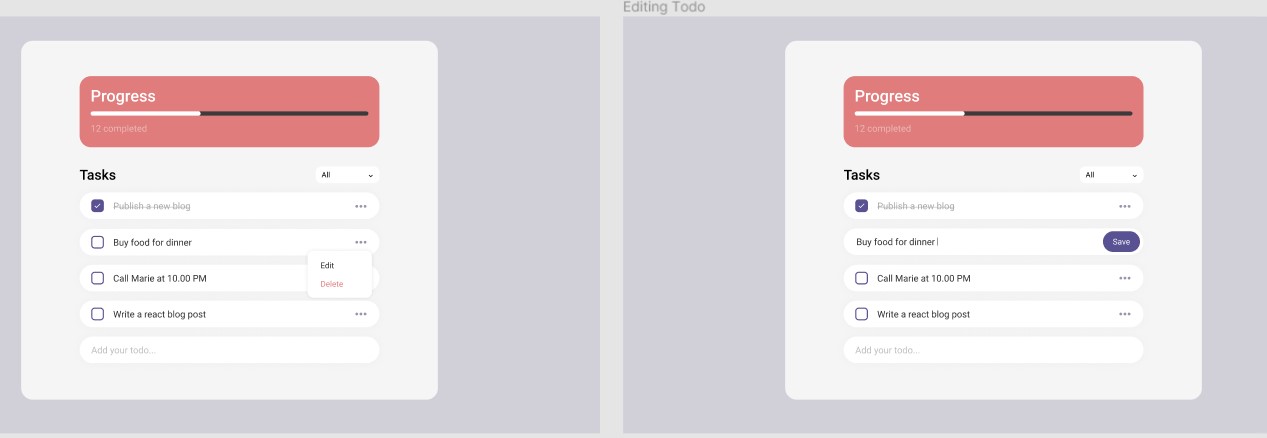 Editing Todo
Progress
12 completed
Tasks
All
Publish a new blog
Buy food for dinner
Edit
Call Marie at 10.00 PM
Delete
Write a react blog post
Add your todo...
Progress
12 completed
Tasks
All
Publish a new blog
Buy food for dinner
Save
Call Marie at 10.00 PM
Write a react blog post
Add your todo...